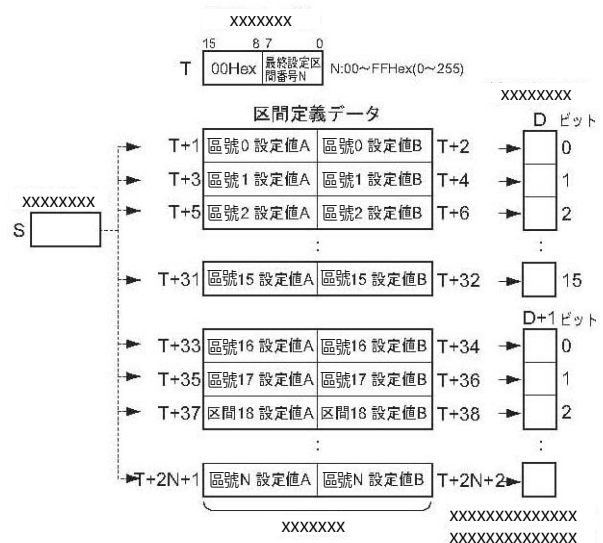 XXXXXXX
15 8 7 0
T 00Hex 最終設定区間番号N N:00～FFHex(0～255)
XXXXXXXX
区間定義データ D ビット
T+1 區號0 設定値A 區號0 設定値B T+2 0
T+3 區號1 設定値A 區號1 設定値B T+4 1
XXXXXXXX
S T+5 區號2 設定値A 區號2 設定値B T+6 2
:
:
T+31 區號15 設定値A 區號15 設定値B T+32 15
D+1 ビット
T+33 區號16 設定値A 區號16 設定値B T+34 0
T+35 區號17 設定値A 區號17 設定値B T+36 1
T+37 区間18 設定値A 区間18 設定値B T+38 2
:
:
T+2N+1 區號N 設定値A 區號N 設定値B T+2N+2
XXXXXXX
XXXXXXXXXXXXXX
XXXXXXXXXXXXXX